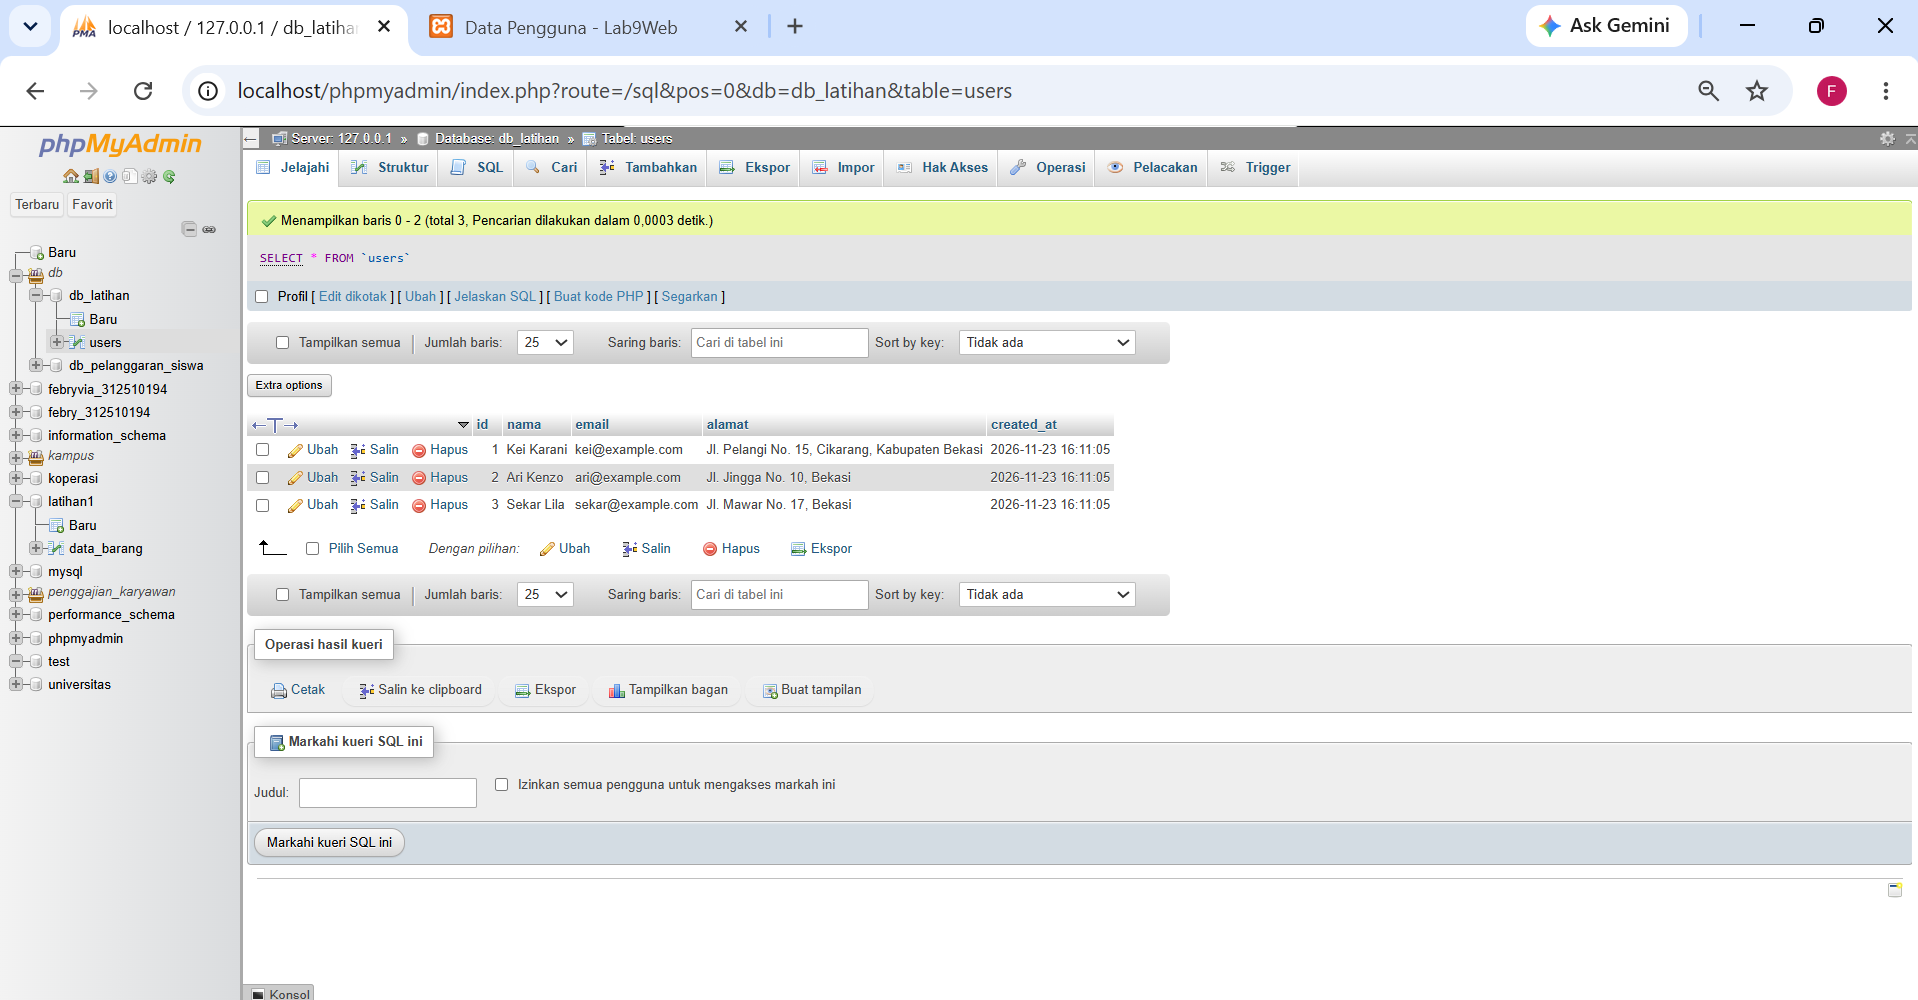 localhost / 127.0.0.1 / db_latihan
Data Pengguna - Lab9Web
Ask Gemini
localhost/phpmyadmin/index.php?route=/sql&pos=0&db=db_latihan&table=users
F
phpMyAdmin
Terbaru Favorit
Baru
db
db_latihan
Baru
users
db_pelanggaran_siswa
febryvia_312510194
febry_312510194
information_schema
kampus
koperasi
latihan1
Baru
data_barang
mysql
penggajian_karyawan
performance_schema
phpmyadmin
test
universitas
Server: 127.0.0.1 » Database: db_latihan » Tabel: users
Jelajahi Struktur SQL Cari Tambahkan Ekspor Impor Hak Akses Operasi Pelacakan Trigger
Menampilkan baris 0 - 2 (total 3, Pencarian dilakukan dalam 0,0003 detik.)
SELECT * FROM `users`
Profil [ Edit dikotak ] [ Ubah ] [ Jelaskan SQL ] [ Buat kode PHP ] [ Segarkan ]
Tampilkan semua | Jumlah baris: 25 Saring baris: Cari di tabel ini Sort by key: Tidak ada
Extra options
←T→ id nama email alamat created_at
Ubah Salin Hapus 1 Kei Karani kei@example.com Jl. Pelangi No. 15, Cikarang, Kabupaten Bekasi 2026-11-23 16:11:05
Ubah Salin Hapus 2 Ari Kenzo ari@example.com Jl. Jingga No. 10, Bekasi 2026-11-23 16:11:05
Ubah Salin Hapus 3 Sekar Lila sekar@example.com Jl. Mawar No. 17, Bekasi 2026-11-23 16:11:05
Pilih Semua Dengan pilihan: Ubah Salin Hapus Ekspor
Tampilkan semua | Jumlah baris: 25 Saring baris: Cari di tabel ini Sort by key: Tidak ada
Operasi hasil kueri
Cetak Salin ke clipboard Ekspor Tampilkan bagan Buat tampilan
Markahi kueri SQL ini
Judul: Izinkan semua pengguna untuk mengakses markah ini
Markahi kueri SQL ini
Konsol